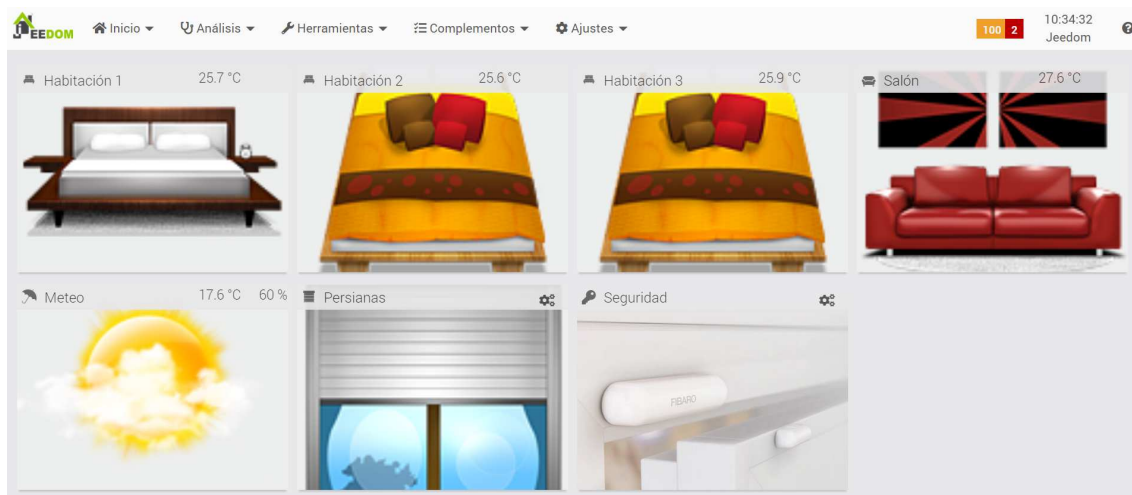 JEEDOM Inicio Análisis Herramientas Complementos Ajustes 100 2 10:34:32
Jeedom
Habitación 1 25.7 °C
Habitación 2 25.6 °C
Habitación 3 25.9 °C
Salón 27.6 °C
Meteo 17.6 °C 60 %
Persianas
Seguridad
FIBARO